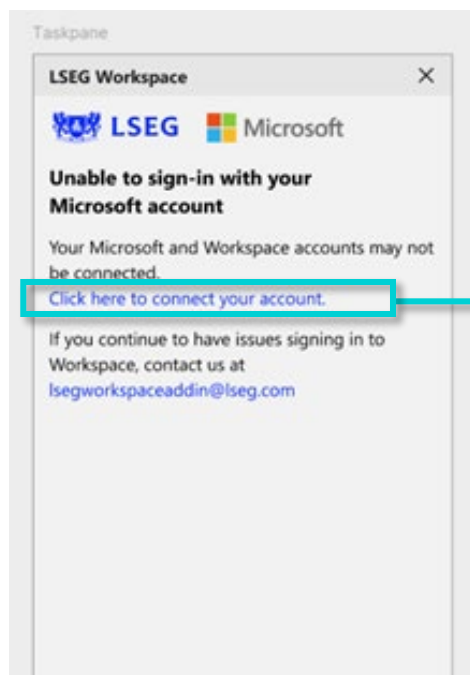 Taskpane
LSEG Workspace
LSEG Microsoft
Unable to sign-in with your
Microsoft account
Your Microsoft and Workspace accounts may not
be connected.
Click here to connect your account.
If you continue to have issues signing in to
Workspace, contact us at
lsegworkspaceaddin@lseg.com